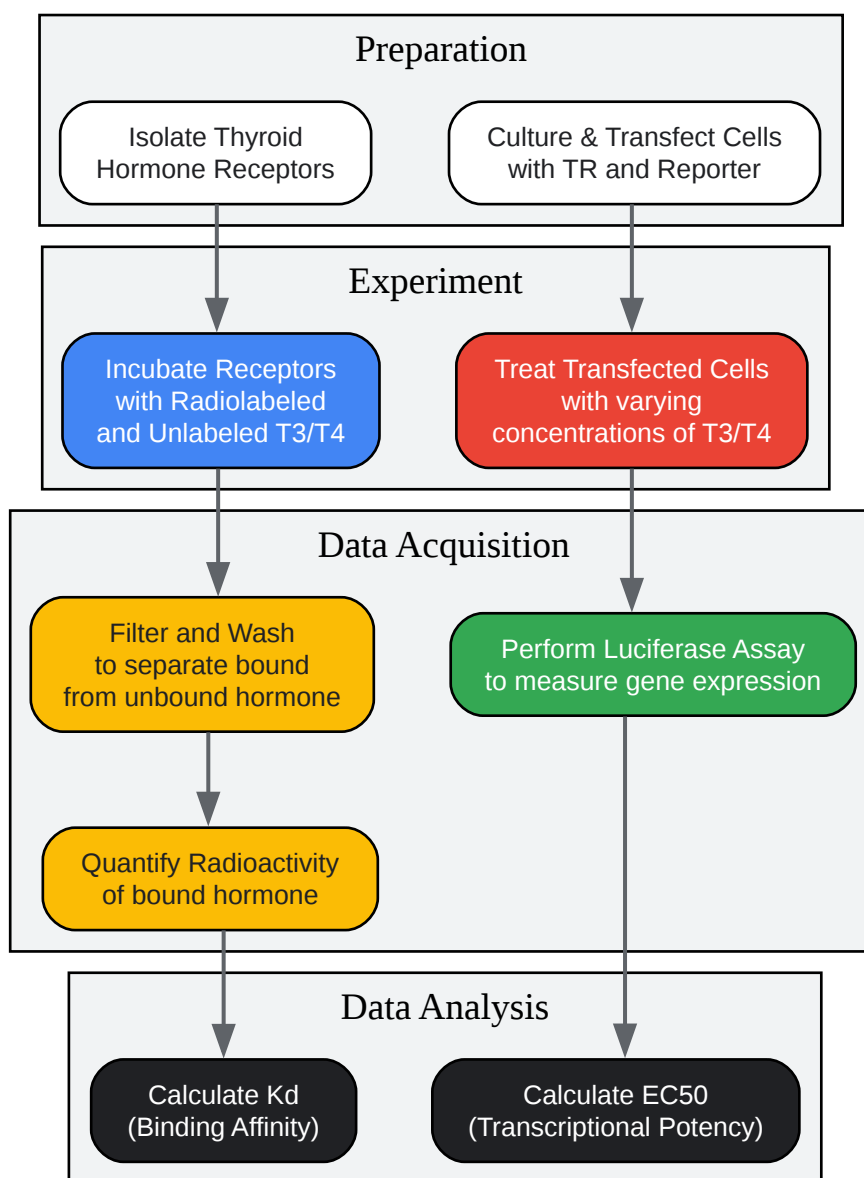 Preparation
Isolate Thyroid
Hormone Receptors
Culture & Transfect Cells
with TR and Reporter
Experiment
Incubate Receptors
with Radiolabeled
and Unlabeled T3/T4
Treat Transfected Cells
with varying
concentrations of T3/T4
Data Acquisition
Filter and Wash
to separate bound
from unbound hormone
Perform Luciferase Assay
to measure gene expression
Quantify Radioactivity
of bound hormone
Data Analysis
Calculate Kd
(Binding Affinity)
Calculate EC50
(Transcriptional Potency)